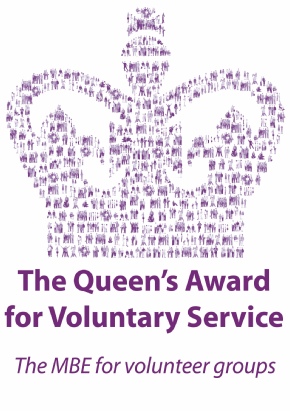 The Queen’s Award
for Voluntary Service
The MBE for volunteer groups